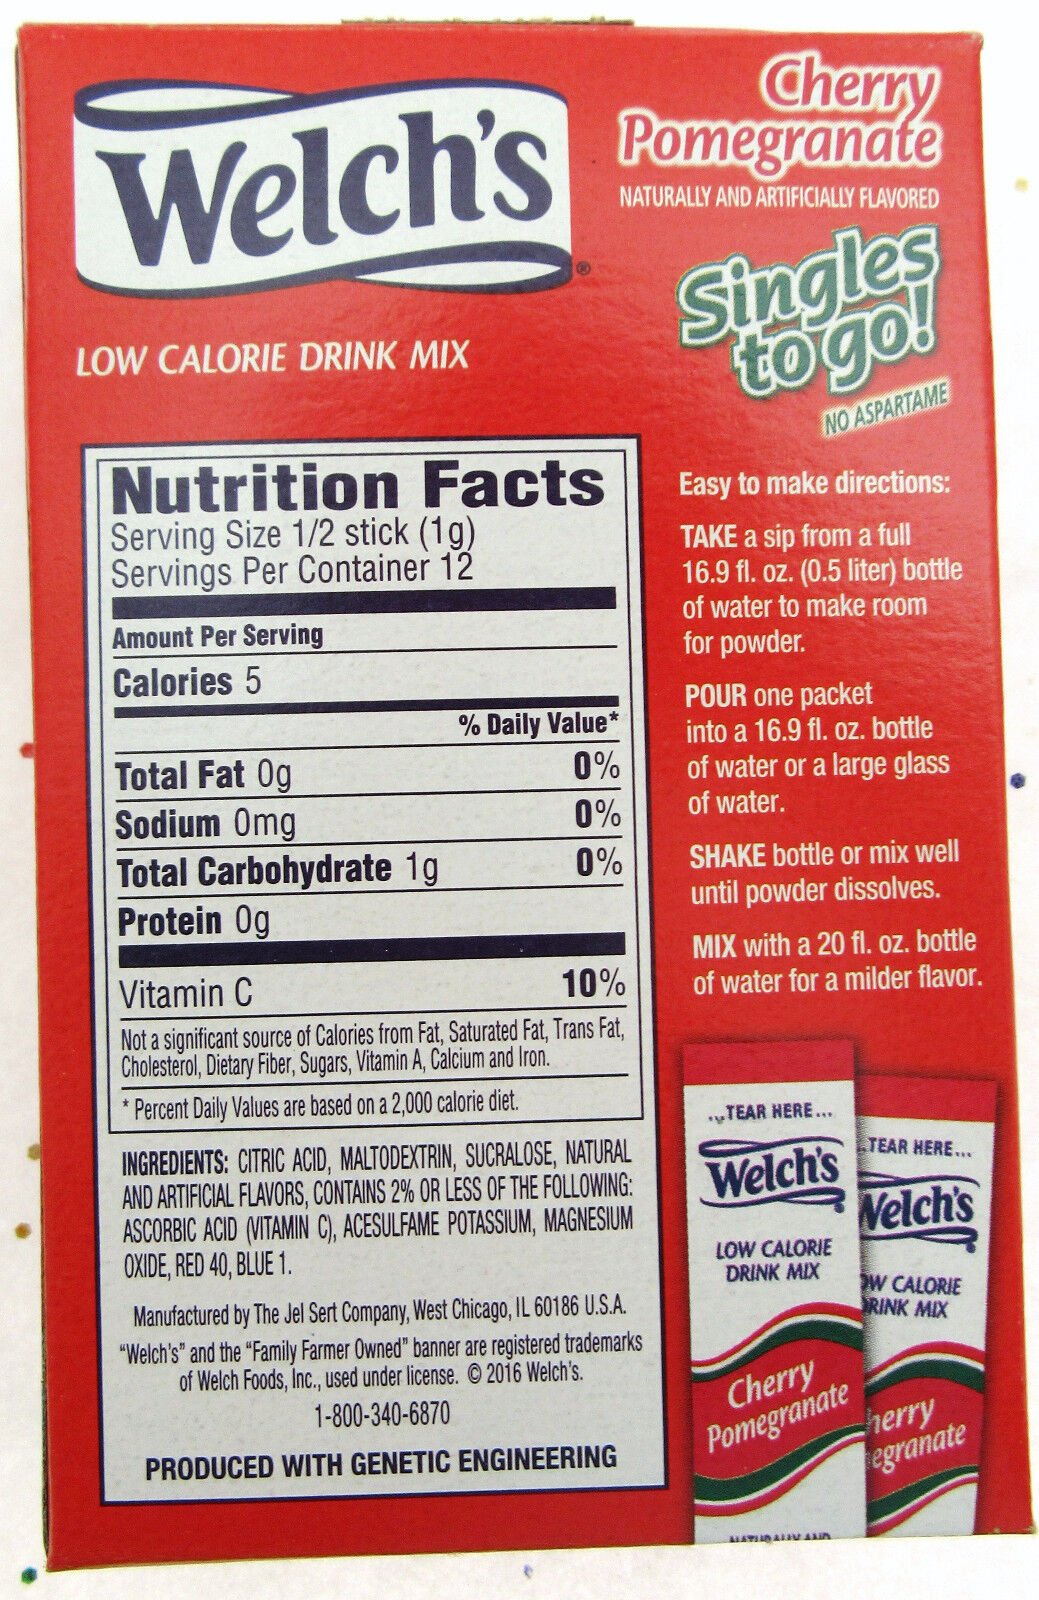 Welch's®
LOW CALORIE DRINK MIX
Cherry
Pomegranate
NATURALLY AND ARTIFICIALLY FLAVORED
Singles
to go!
NO ASPARTAME
Nutrition Facts
Serving Size 1/2 stick (1g)
Servings Per Container 12
Amount Per Serving
Calories 5
% Daily Value*
Total Fat 0g 0%
Sodium 0mg 0%
Total Carbohydrate 1g 0%
Protein 0g
Vitamin C 10%
Not a significant source of Calories from Fat, Saturated Fat, Trans Fat,
Cholesterol, Dietary Fiber, Sugars, Vitamin A, Calcium and Iron.
* Percent Daily Values are based on a 2,000 calorie diet.
INGREDIENTS: CITRIC ACID, MALTODEXTRIN, SUCRALOSE, NATURAL
AND ARTIFICIAL FLAVORS, CONTAINS 2% OR LESS OF THE FOLLOWING:
ASCORBIC ACID (VITAMIN C), ACESULFAME POTASSIUM, MAGNESIUM
OXIDE, RED 40, BLUE 1.
Manufactured by The Jel Sert Company, West Chicago, IL 60186 U.S.A.
"Welch's" and the "Family Farmer Owned" banner are registered trademarks
of Welch Foods, Inc., used under license. © 2016 Welch's.
1-800-340-6870
PRODUCED WITH GENETIC ENGINEERING
Easy to make directions:
TAKE a sip from a full
16.9 fl. oz. (0.5 liter) bottle
of water to make room
for powder.
POUR one packet
into a 16.9 fl. oz. bottle
of water or a large glass
of water.
SHAKE bottle or mix well
until powder dissolves.
MIX with a 20 fl. oz. bottle
of water for a milder flavor.
...TEAR HERE...
Welch's
LOW CALORIE
DRINK MIX
Cherry
Pomegranate
NATURALLY AND
..TEAR HERE...
Welch's
OW CALORIE
RINK MIX
herry
egranate